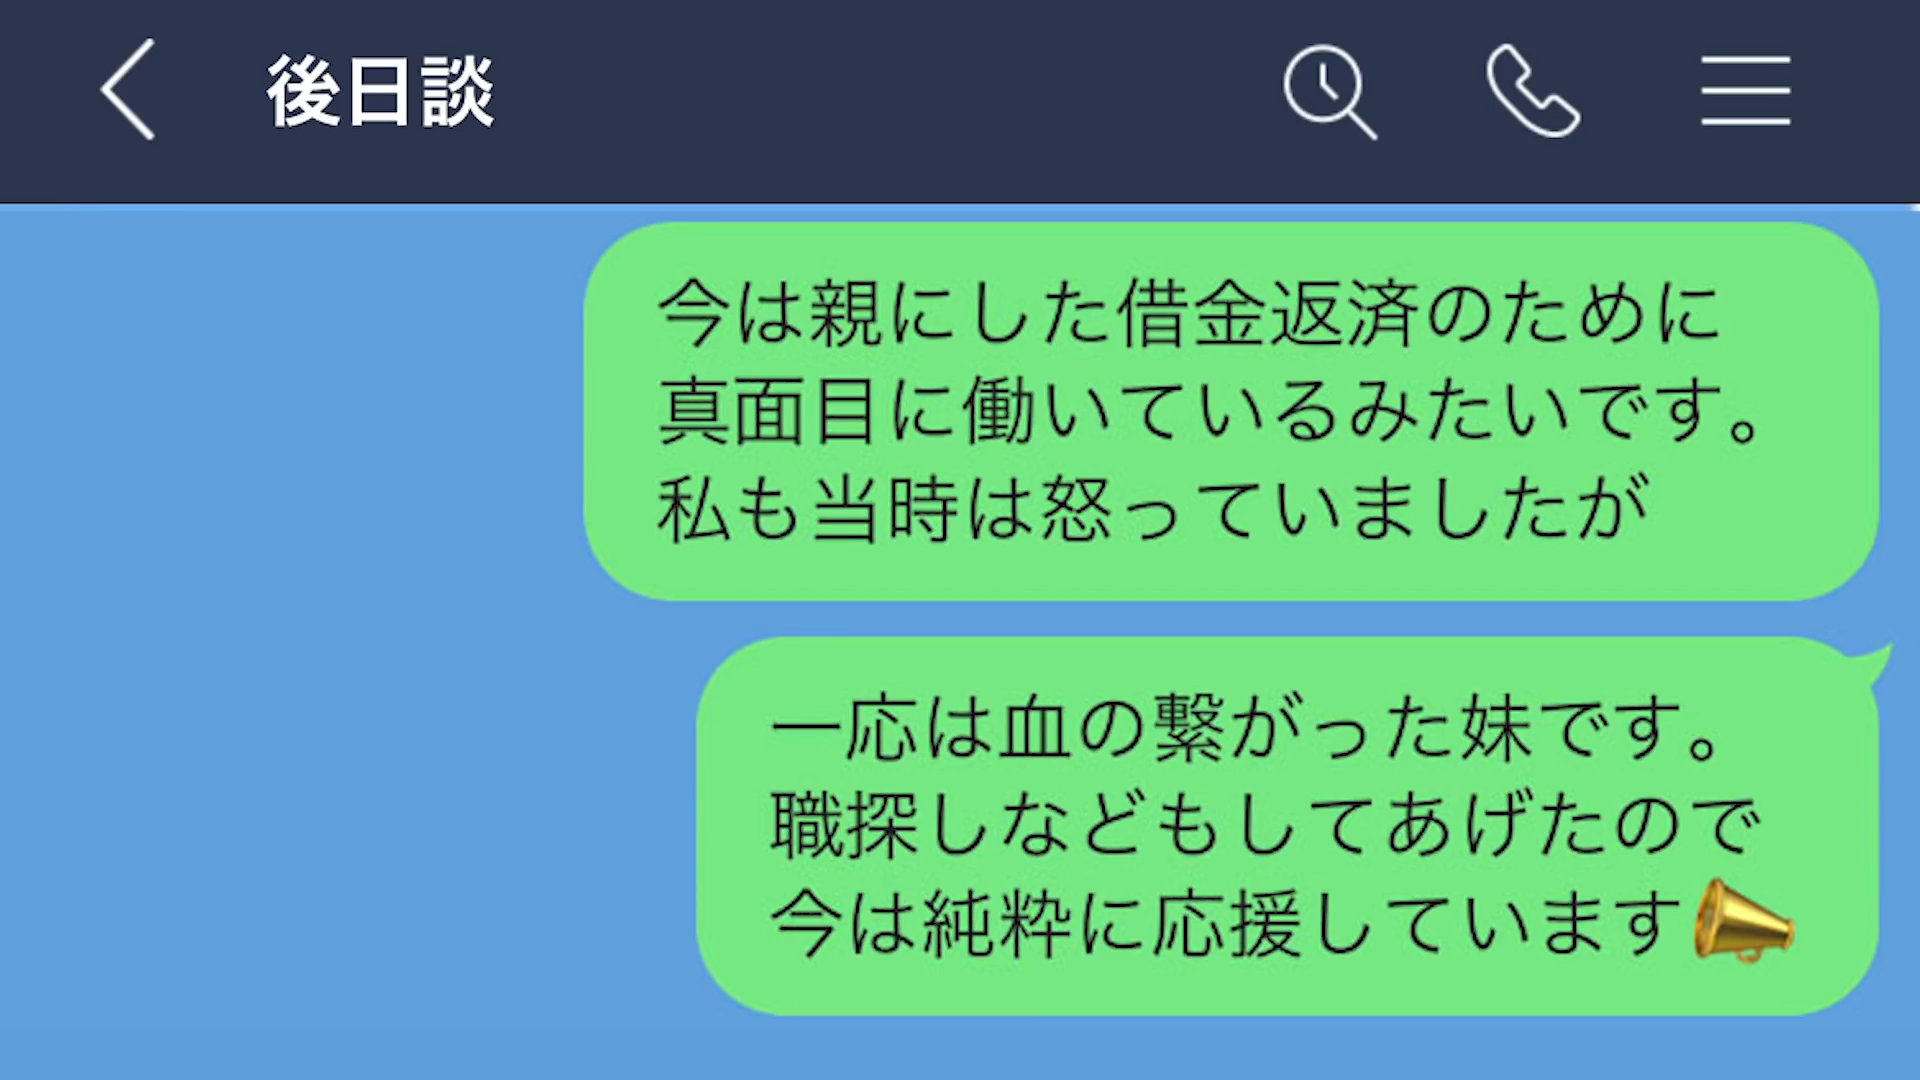 後日談
今は親にした借金返済のために
真面目に働いているみたいです。
私も当時は怒っていましたが
一応は血の繋がった妹です。
職探しなどもしてあげたので
今は純粋に応援しています